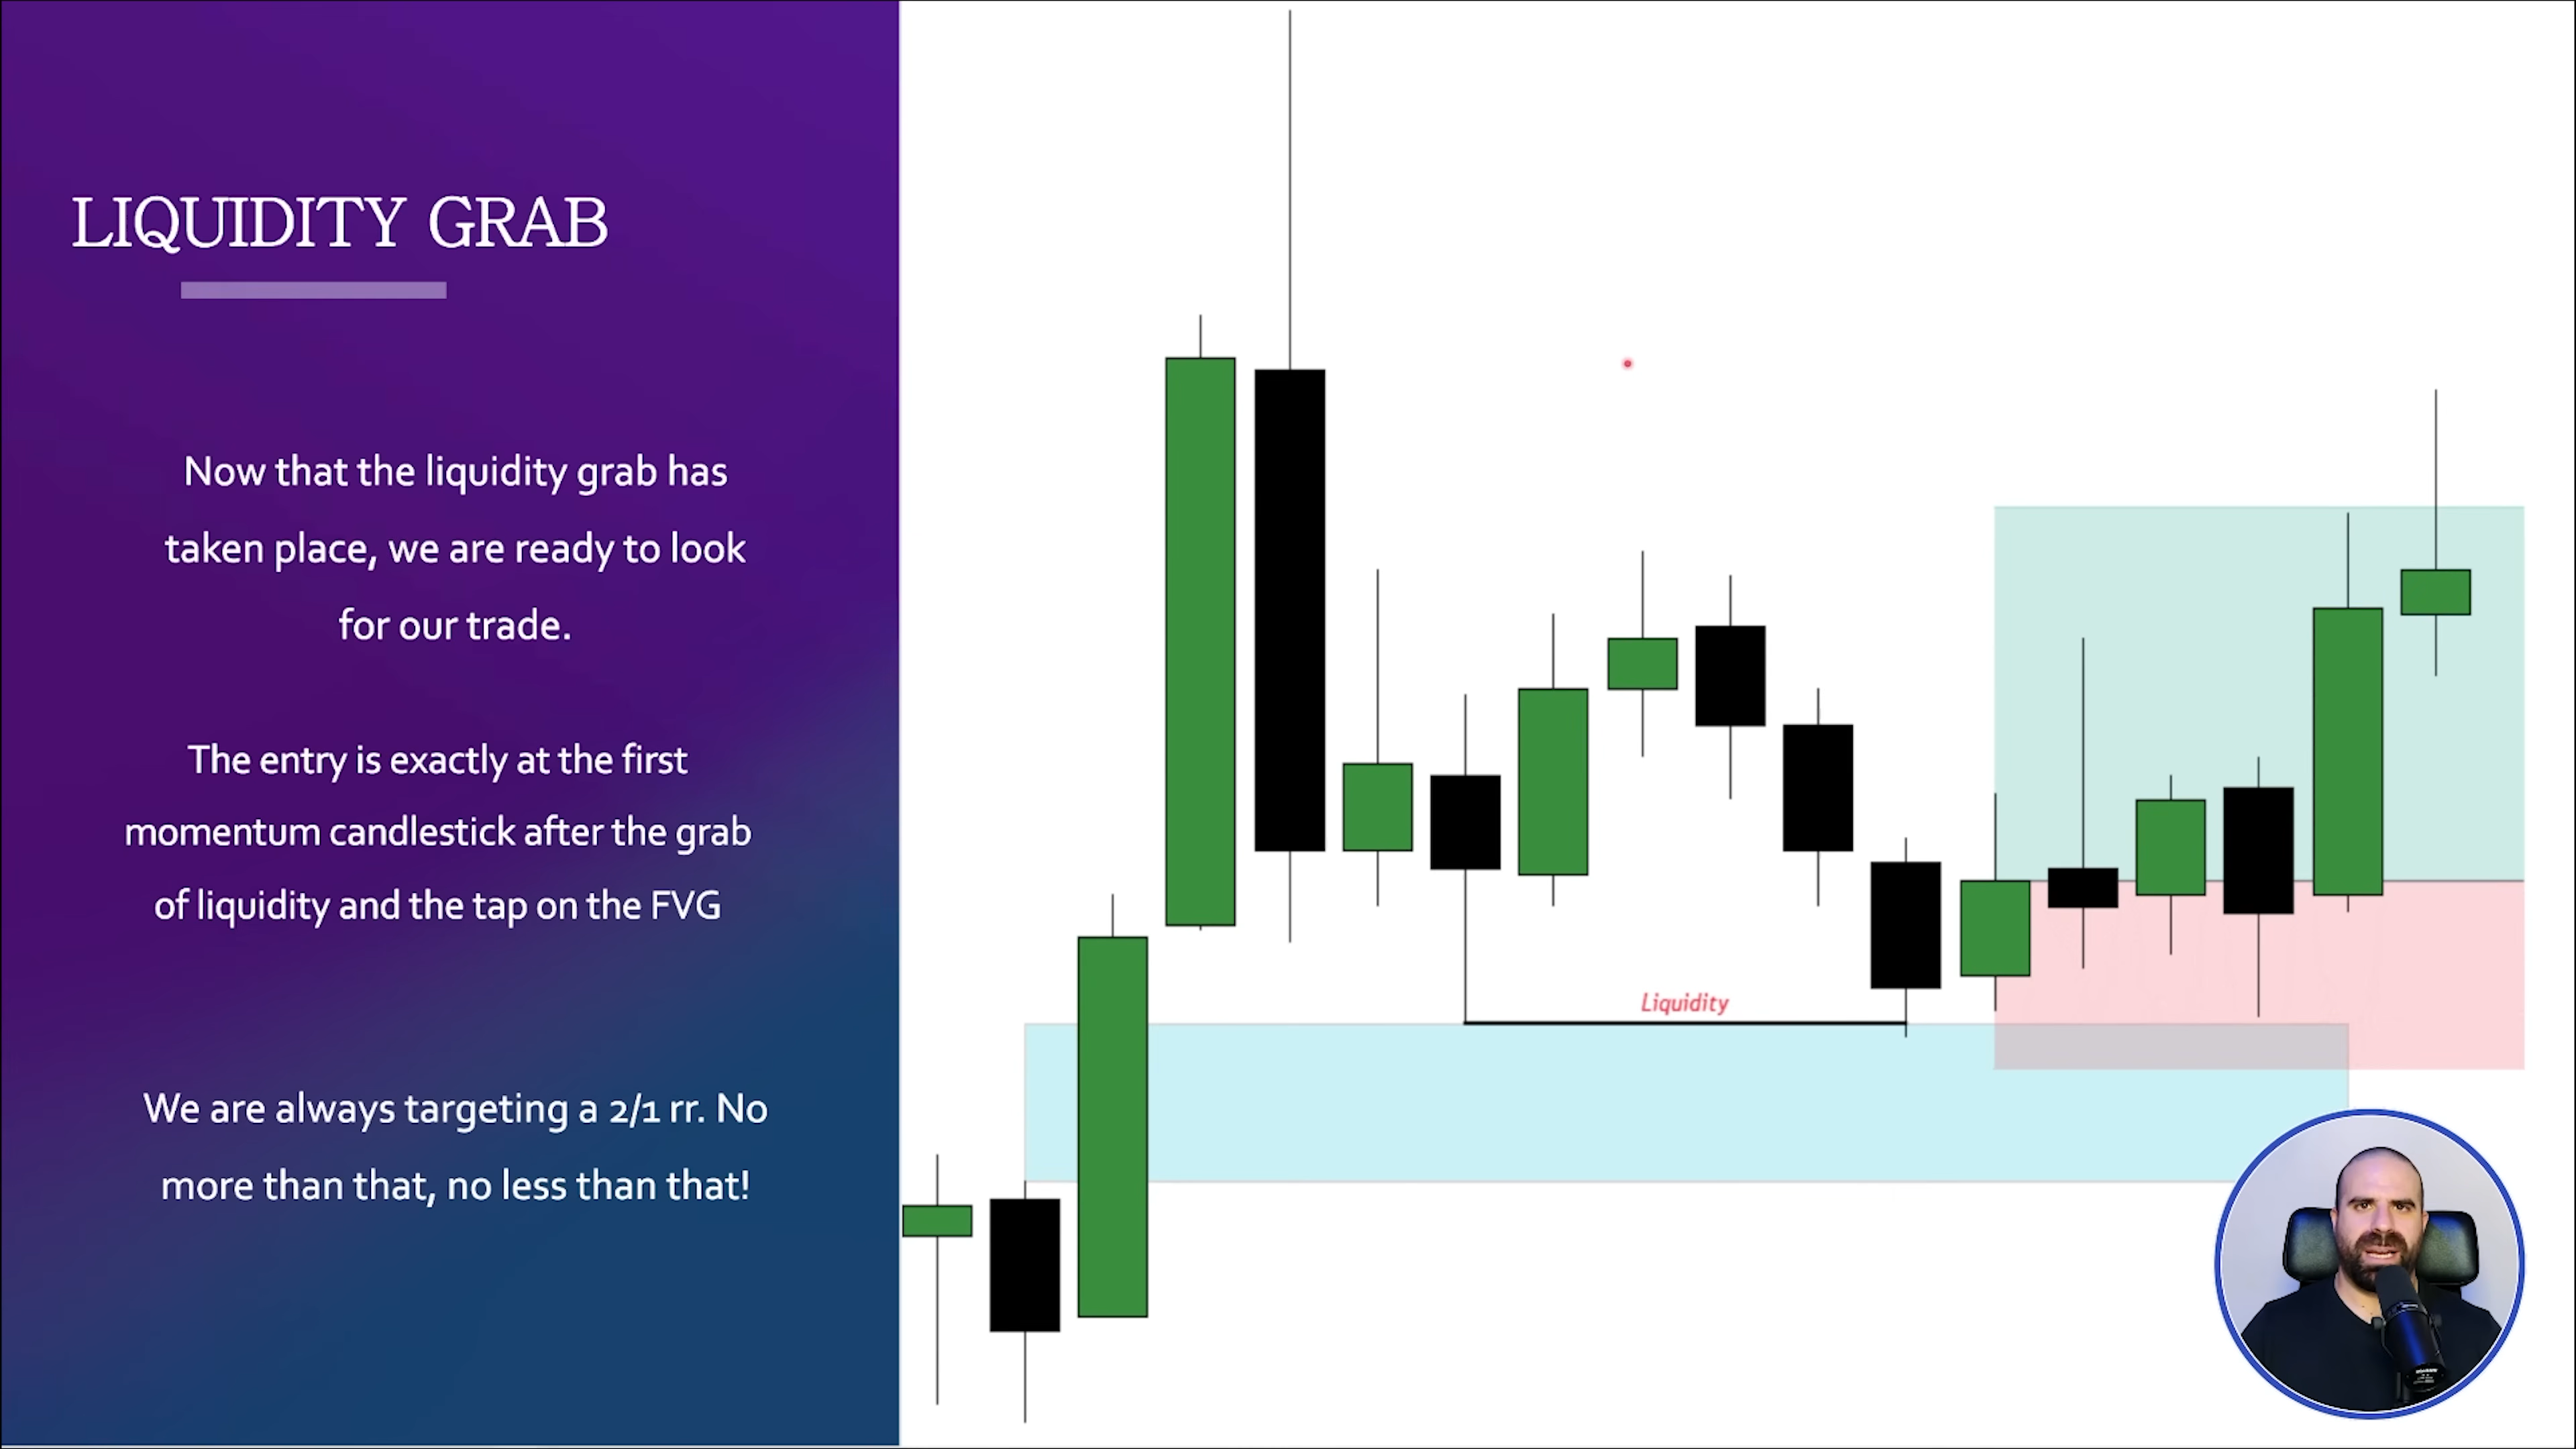 LIQUIDITY GRAB
Now that the liquidity grab has
taken place, we are ready to look
for our trade.
The entry is exactly at the first
momentum candlestick after the grab
of liquidity and the tap on the FVG
We are always targeting a 2/1 rr. No
more than that, no less than that!
Liquidity